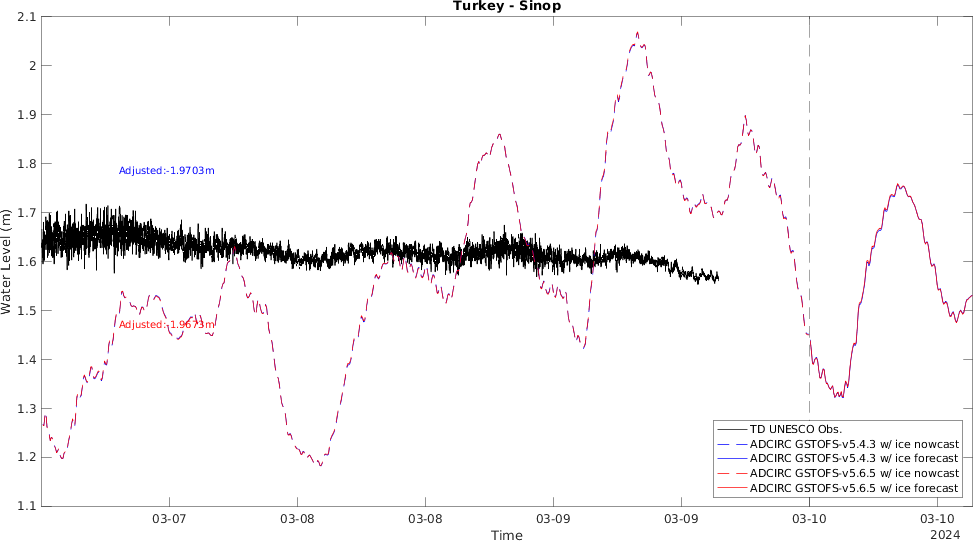 Turkey - Sinop
2.1
2
1.9
1.8
1.7
1.6
1.5
1.4
1.3
1.2
1.1
Water Level (m)
Adjusted:-1.9703m
Adjusted:-1.9673m
TD UNESCO Obs.
ADCIRC GSTOFS-v5.4.3 w/ ice nowcast
ADCIRC GSTOFS-v5.4.3 w/ ice forecast
ADCIRC GSTOFS-v5.6.5 w/ ice nowcast
ADCIRC GSTOFS-v5.6.5 w/ ice forecast
03-07 03-08 03-08 03-09 03-09 03-10 03-10
Time
2024